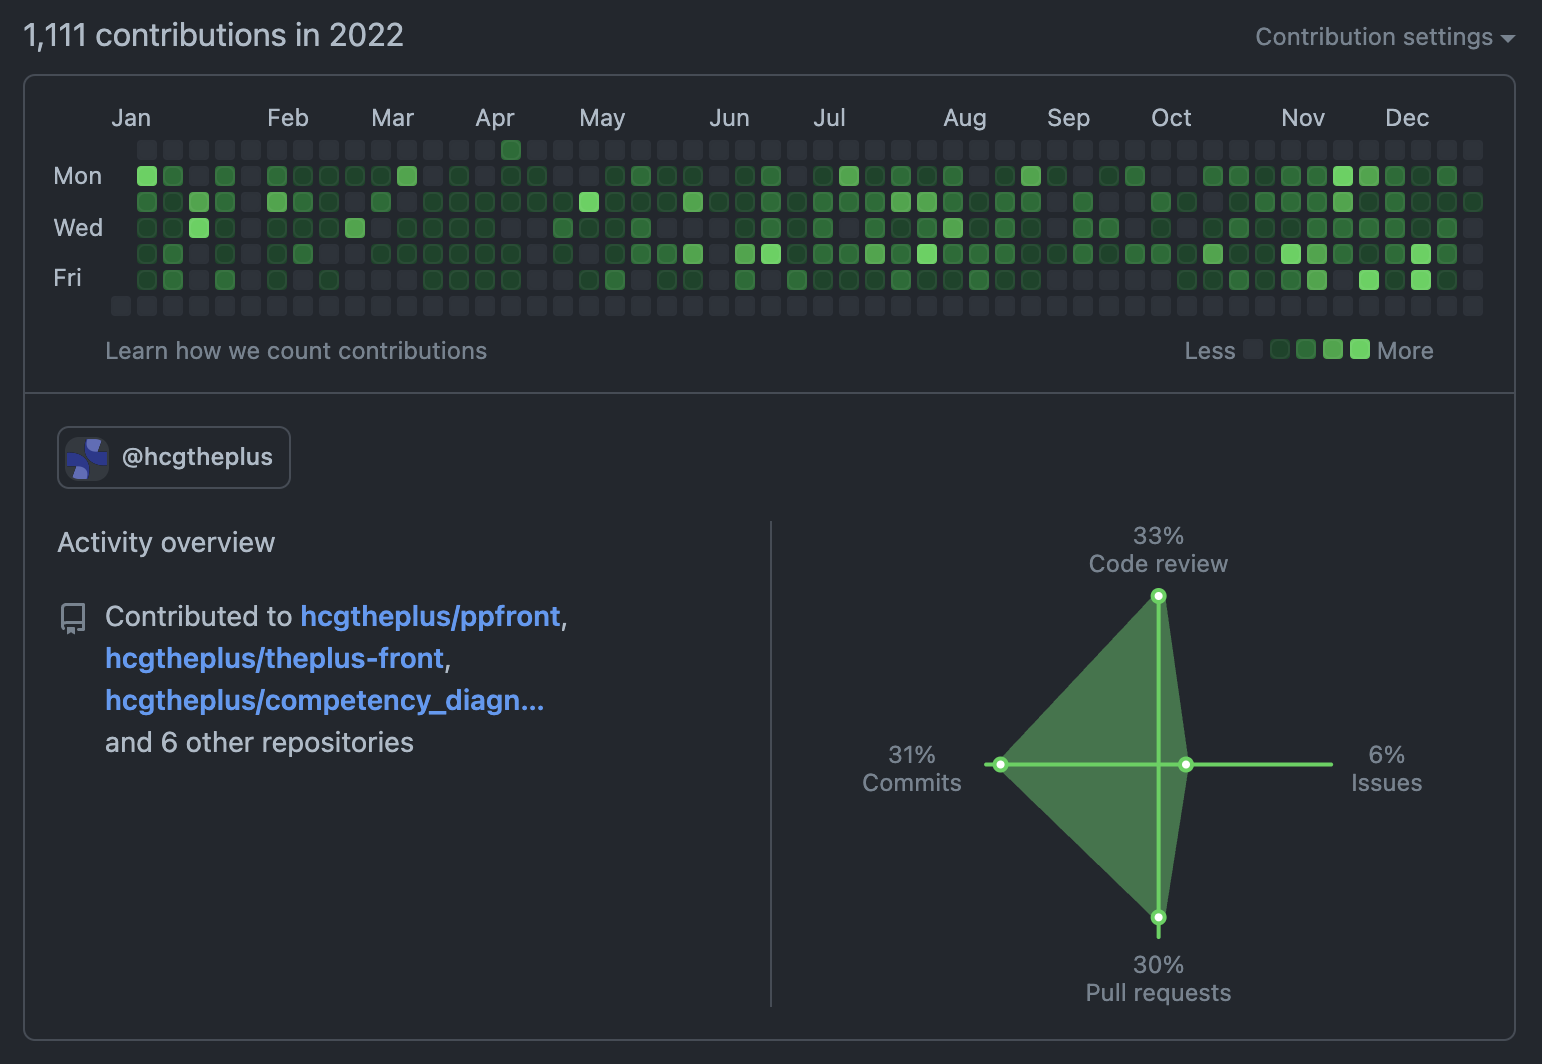 1,111 contributions in 2022
Contribution settings
Jan Feb Mar Apr May Jun Jul Aug Sep Oct Nov Dec
Mon
Wed
Fri
Learn how we count contributions
Less More
@hcgtheplus
Activity overview
Contributed to hcgtheplus/ppfront,
hcgtheplus/theplus-front,
hcgtheplus/competency_diagn...
and 6 other repositories
33%
Code review
31%
Commits
6%
Issues
30%
Pull requests